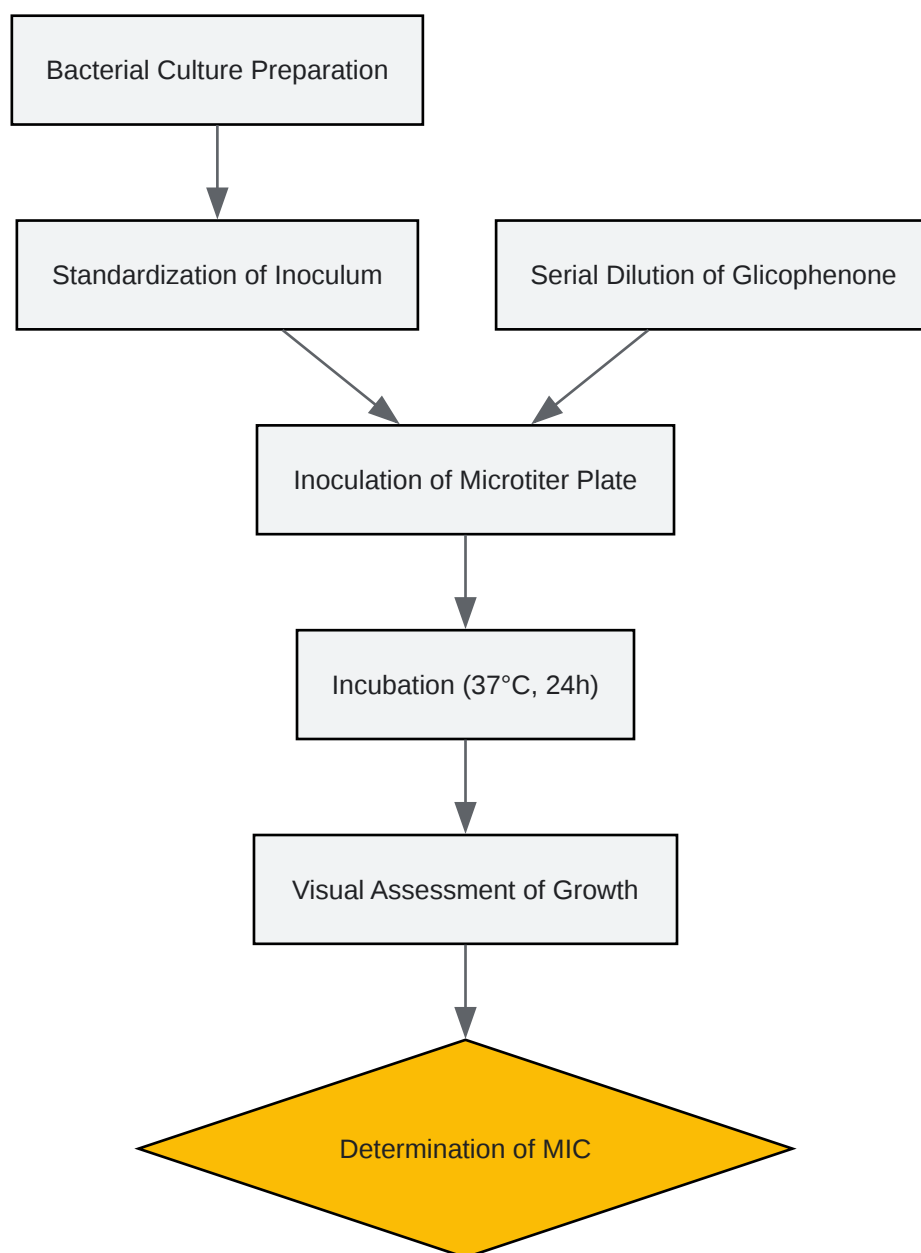 Bacterial Culture Preparation
Standardization of Inoculum
Serial Dilution of Glicophenone
Inoculation of Microtiter Plate
Incubation (37°C, 24h)
Visual Assessment of Growth
Determination of MIC